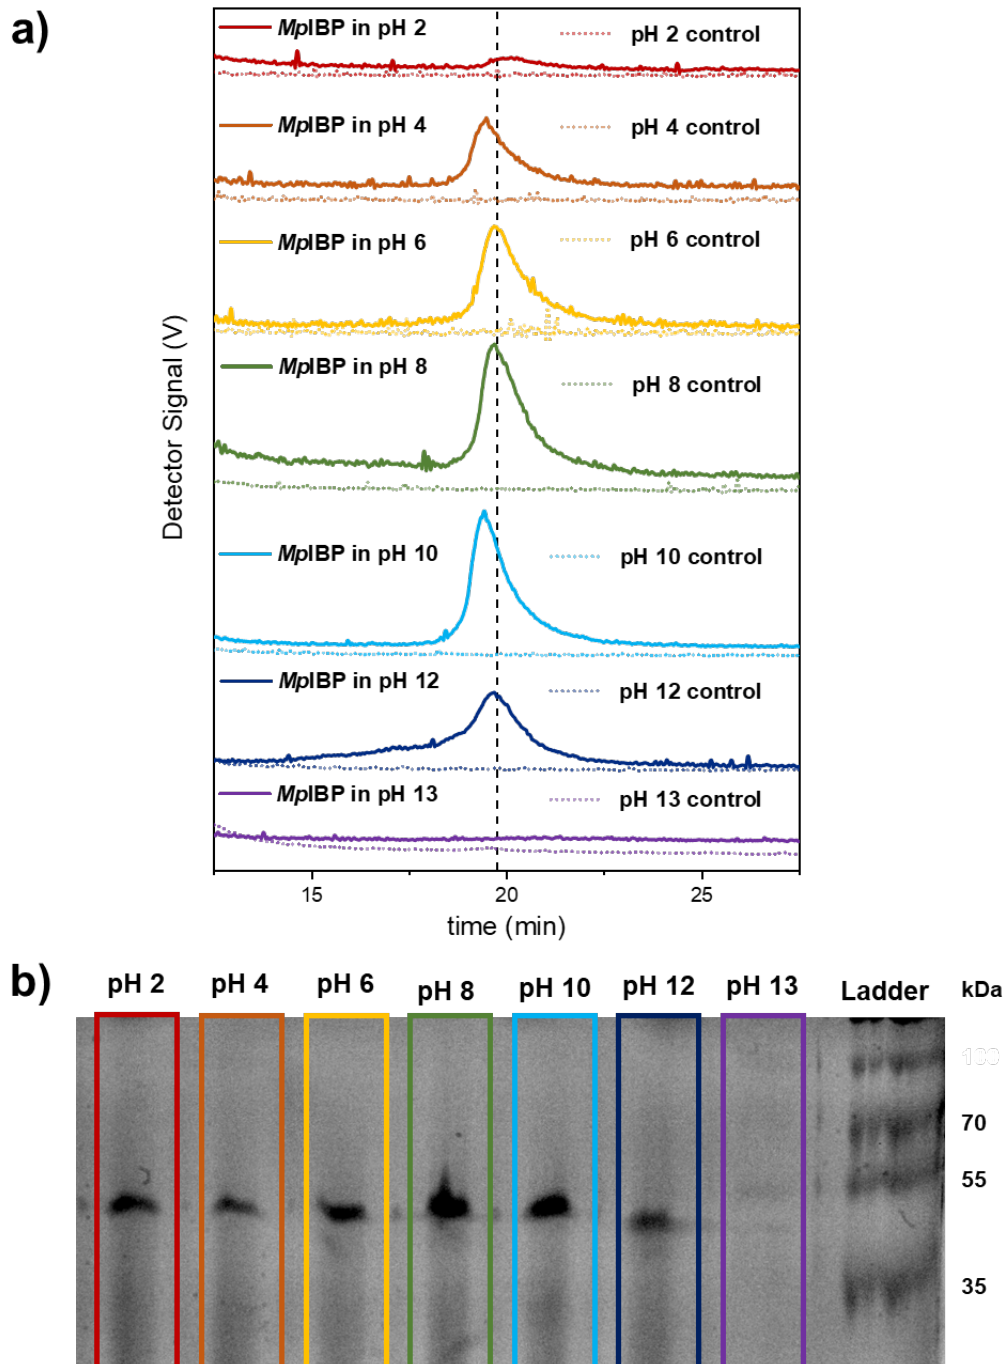 a)
MpIBP in pH 2
pH 2 control
MpIBP in pH 4
pH 4 control
MpIBP in pH 6
pH 6 control
MpIBP in pH 8
pH 8 control
MpIBP in pH 10
pH 10 control
MpIBP in pH 12
pH 12 control
MpIBP in pH 13
pH 13 control
Detector Signal (V)
15 20 25
time (min)
b)
pH 2 pH 4 pH 6 pH 8 pH 10 pH 12 pH 13 Ladder kDa
100
70
55
35